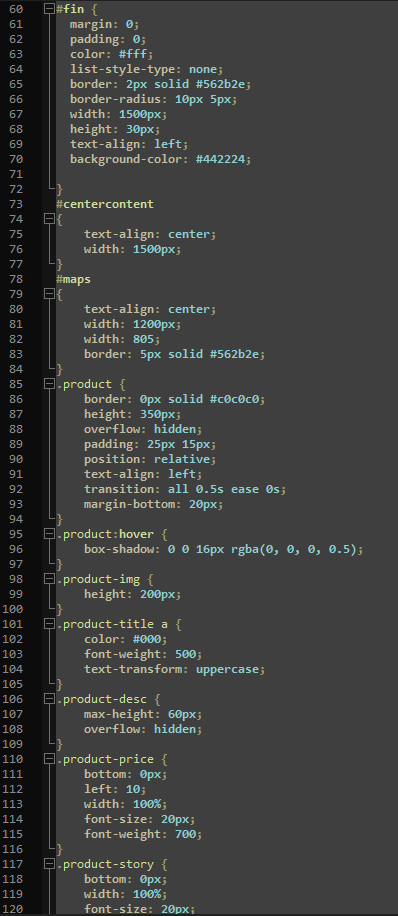 60 #fin {
61 margin: 0;
62 padding: 0;
63 color: #fff;
64 list-style-type: none;
65 border: 2px solid #562b2e;
66 border-radius: 10px 5px;
67 width: 1500px;
68 height: 30px;
69 text-align: left;
70 background-color: #442224;
71
72 }
73 #centercontent
74 {
75 text-align: center;
76 width: 1500px;
77 }
78 #maps
79 {
80 text-align: center;
81 width: 1200px;
82 width: 805;
83 border: 5px solid #562b2e;
84 }
85 .product {
86 border: 0px solid #c0c0c0;
87 height: 350px;
88 overflow: hidden;
89 padding: 25px 15px;
90 position: relative;
91 text-align: left;
92 transition: all 0.5s ease 0s;
93 margin-bottom: 20px;
94 }
95 .product:hover {
96 box-shadow: 0 0 16px rgba(0, 0, 0, 0.5);
97 }
98 .product-img {
99 height: 200px;
100 }
101 .product-title a {
102 color: #000;
103 font-weight: 500;
104 text-transform: uppercase;
105 }
106 .product-desc {
107 max-height: 60px;
108 overflow: hidden;
109 }
110 .product-price {
111 bottom: 0px;
112 left: 10;
113 width: 100%;
114 font-size: 20px;
115 font-weight: 700;
116 }
117 .product-story {
118 bottom: 0px;
119 width: 100%;
120 font-size: 20px;